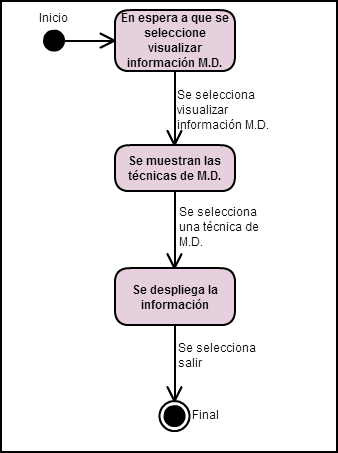 Inicio
En espera a que se
seleccione
visualizar
información M.D.
Se selecciona
visualizar
información M.D.
Se muestran las
técnicas de M.D.
Se selecciona
una técnica de
M.D.
Se despliega la
información
Se selecciona
salir
Final